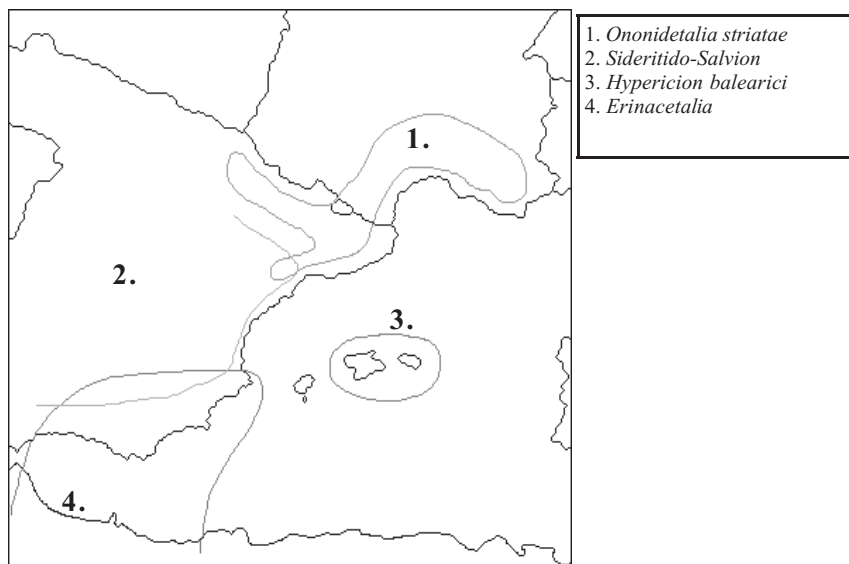 1.
2.
3.
4.
1. Ononidetalia striatae
2. Sideritido-Salvion
3. Hypericion balearici
4. Erinacetalia